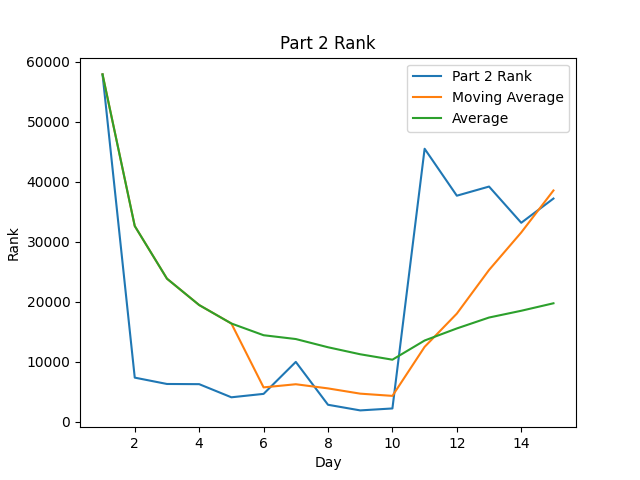 Part 2 Rank
60000
50000
40000
30000
20000
10000
0
Rank
Part 2 Rank
Moving Average
Average
2 4 6 8 10 12 14
Day